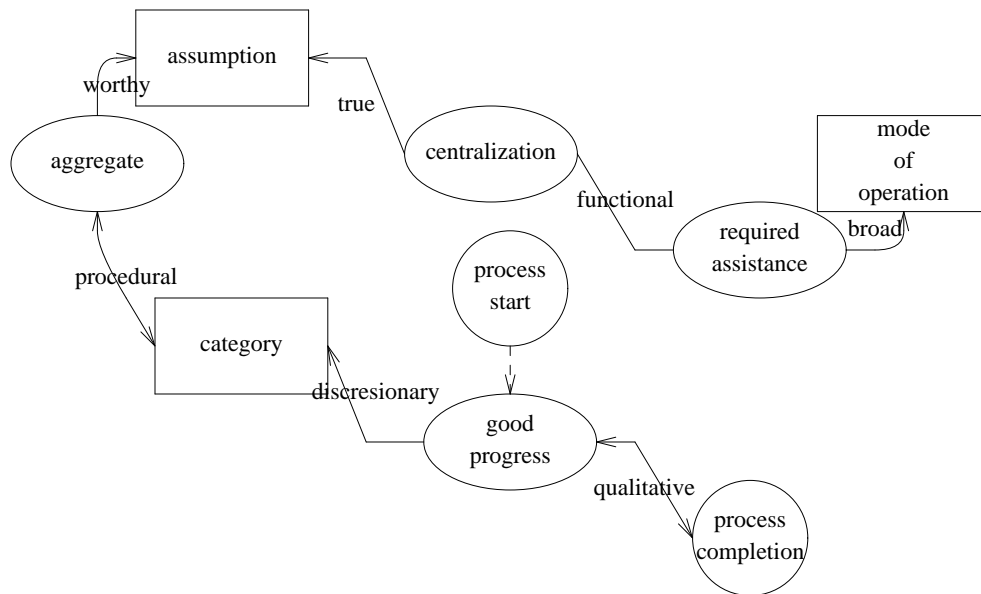 assumption
worthy
true
aggregate
centralization
mode
of
operation
functional
broad
required
assistance
procedural
process
start
category
discresionary
good
progress
qualitative
process
completion